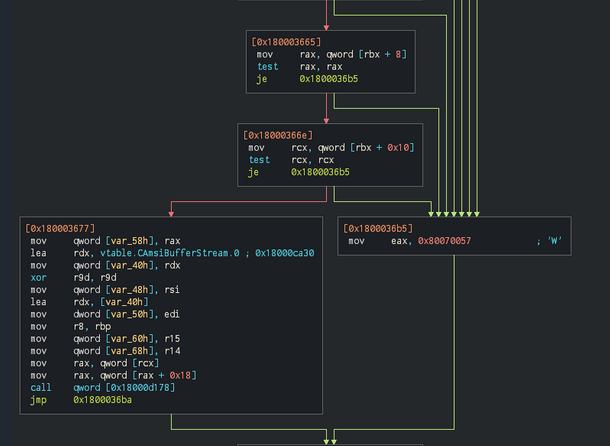 [0x180003665]
mov rax, qword [rbx + 8]
test rax, rax
je 0x1800036b5
[0x18000366e]
mov rcx, qword [rbx + 0x10]
test rcx, rcx
je 0x1800036b5
[0x180003677]
mov qword [var_58h], rax
lea rdx, vtable.CAmsiBufferStream.0 ; 0x18000ca30
mov qword [var_40h], rdx
xor r9d, r9d
mov qword [var_48h], rsi
lea rdx, [var_40h]
mov dword [var_50h], edi
mov r8, rbp
mov qword [var_60h], r15
mov qword [var_68h], r14
mov rax, qword [rcx]
mov rax, qword [rax + 0x18]
call qword [0x18000d178]
jmp 0x1800036ba
[0x1800036b5]
mov eax, 0x80070057 ; 'W'